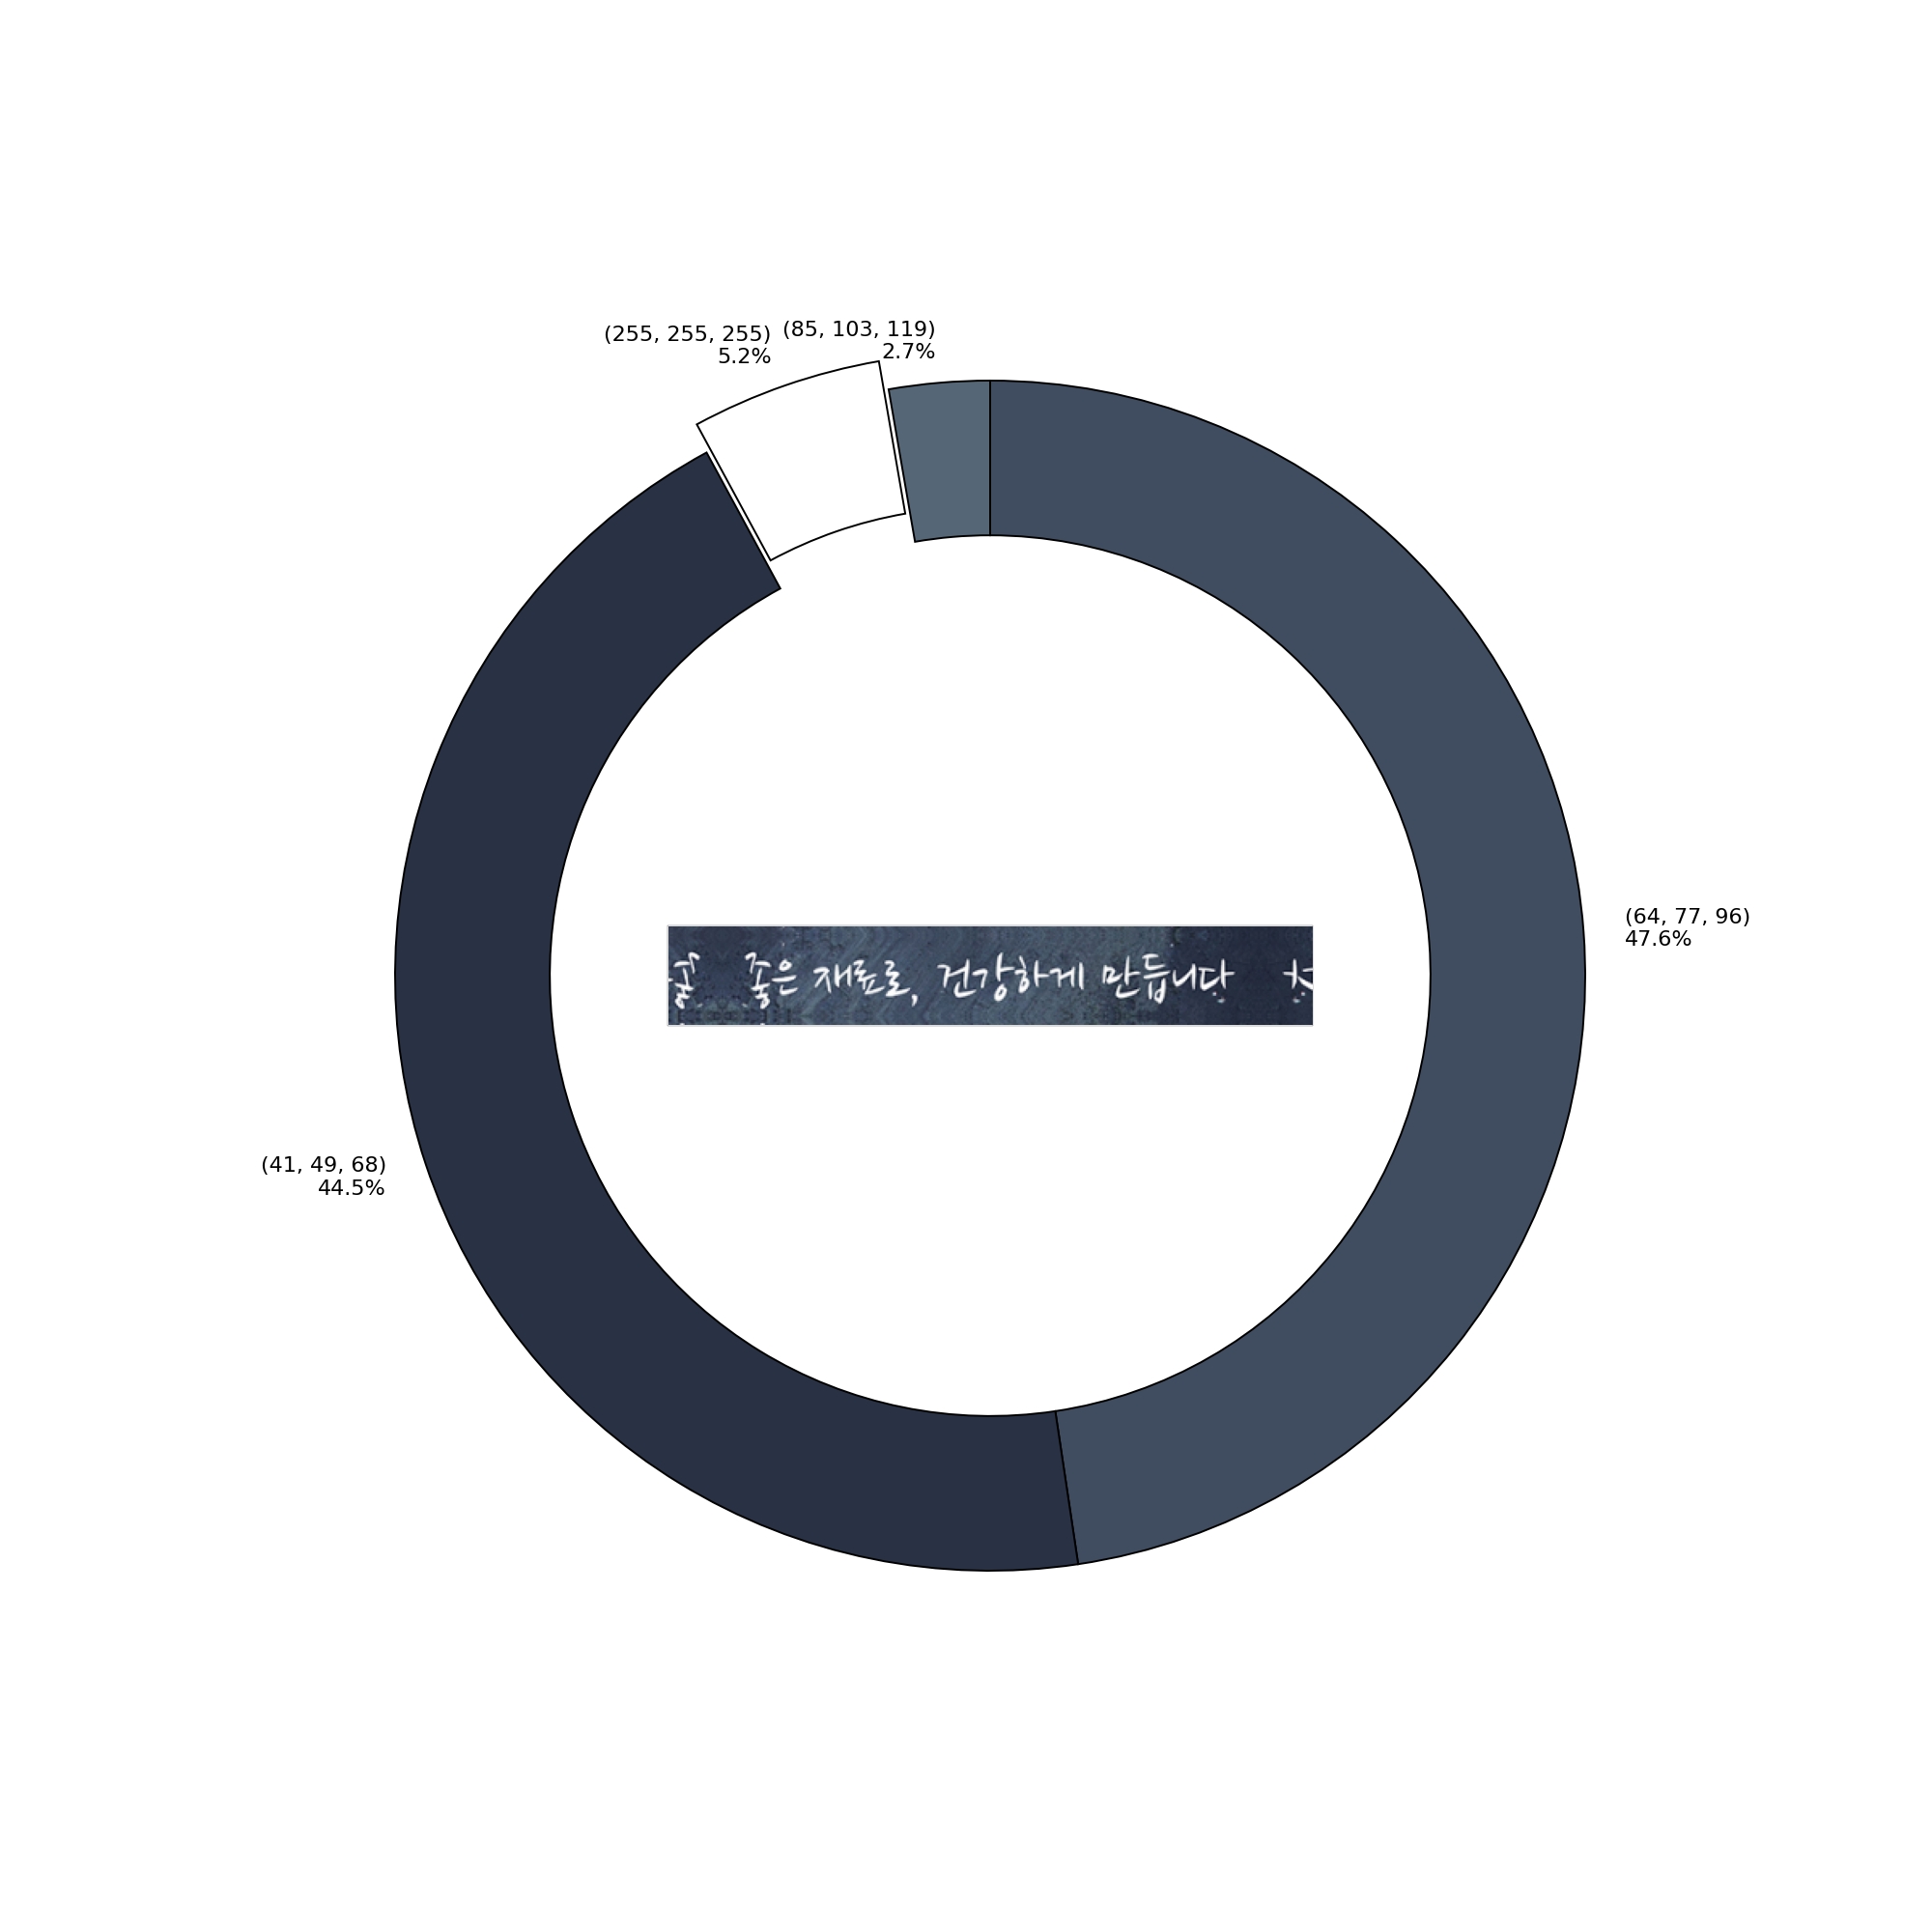 (255, 255, 255)
5.2%
(85, 103, 119)
2.7%
(64, 77, 96)
47.6%
좋은 재료로, 건강하게 만듭니다
(41, 49, 68)
44.5%